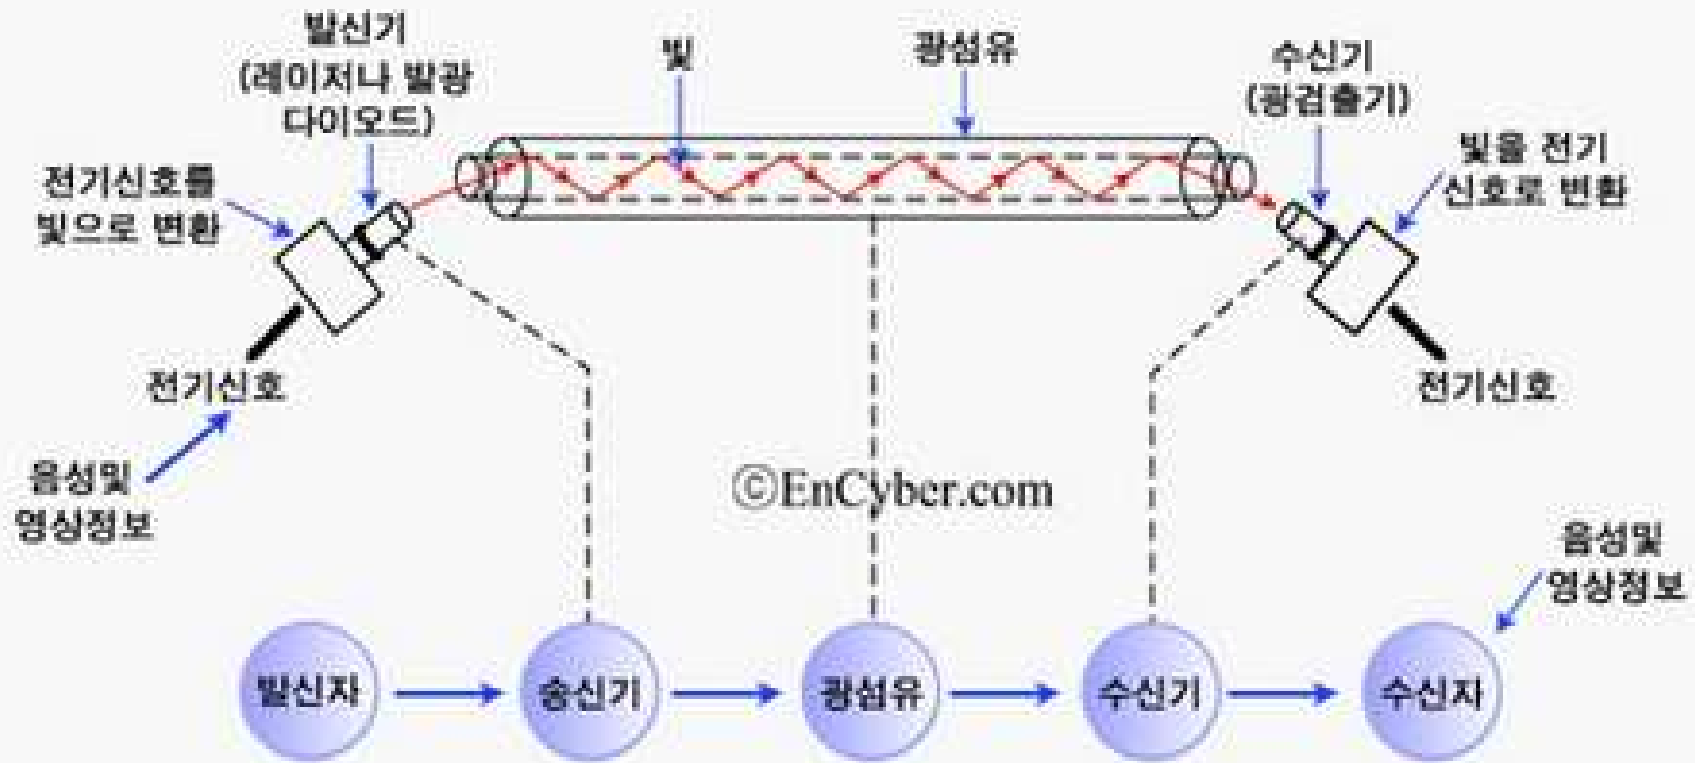 발신기
(레이저나 발광
다이오드)
빛
광섬유
수신기
(광검출기)
전기신호를
빛으로 변환
빛을 전기
신호로 변환
전기신호
전기신호
음성및
영상정보
ⓒEnCyber.com
음성및
영상정보
발신자
송신기
광섬유
수신기
수신자